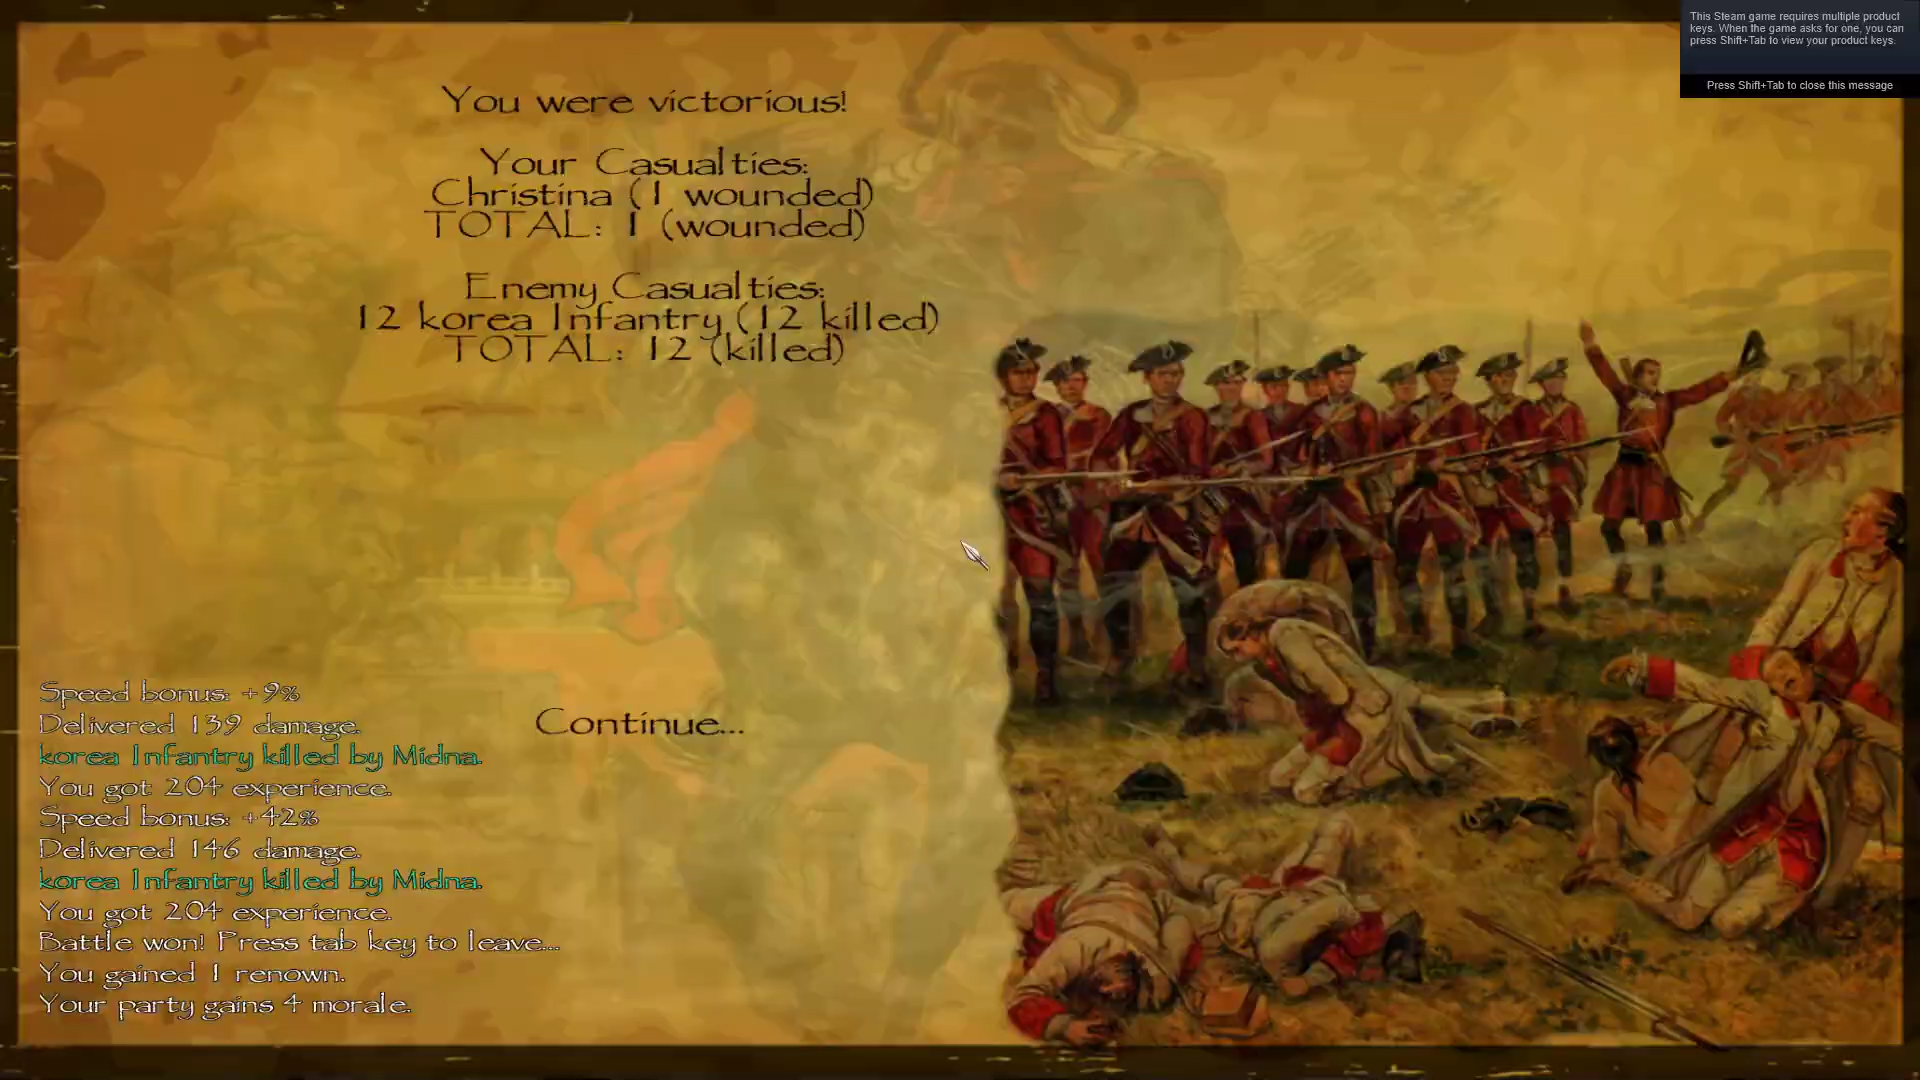 This Steam game requires multiple product
keys. When the game asks for one, you can
press Shift+Tab to view your product keys.
Press Shift+Tab to close this message
You were victorious!
Your Casualties:
Christina (1 wounded)
TOTAL: 1 (wounded)
Enemy Casualties:
12 korea Infantry (12 killed)
TOTAL: 12 (killed)
Continue...
Speed bonus: +9%
Delivered 139 damage.
korea Infantry killed by Midna.
You got 204 experience.
Speed bonus: +42%
Delivered 146 damage.
korea Infantry killed by Midna.
You got 204 experience.
Battle won! Press tab key to leave...
You gained 1 renown.
Your party gains 4 morale.